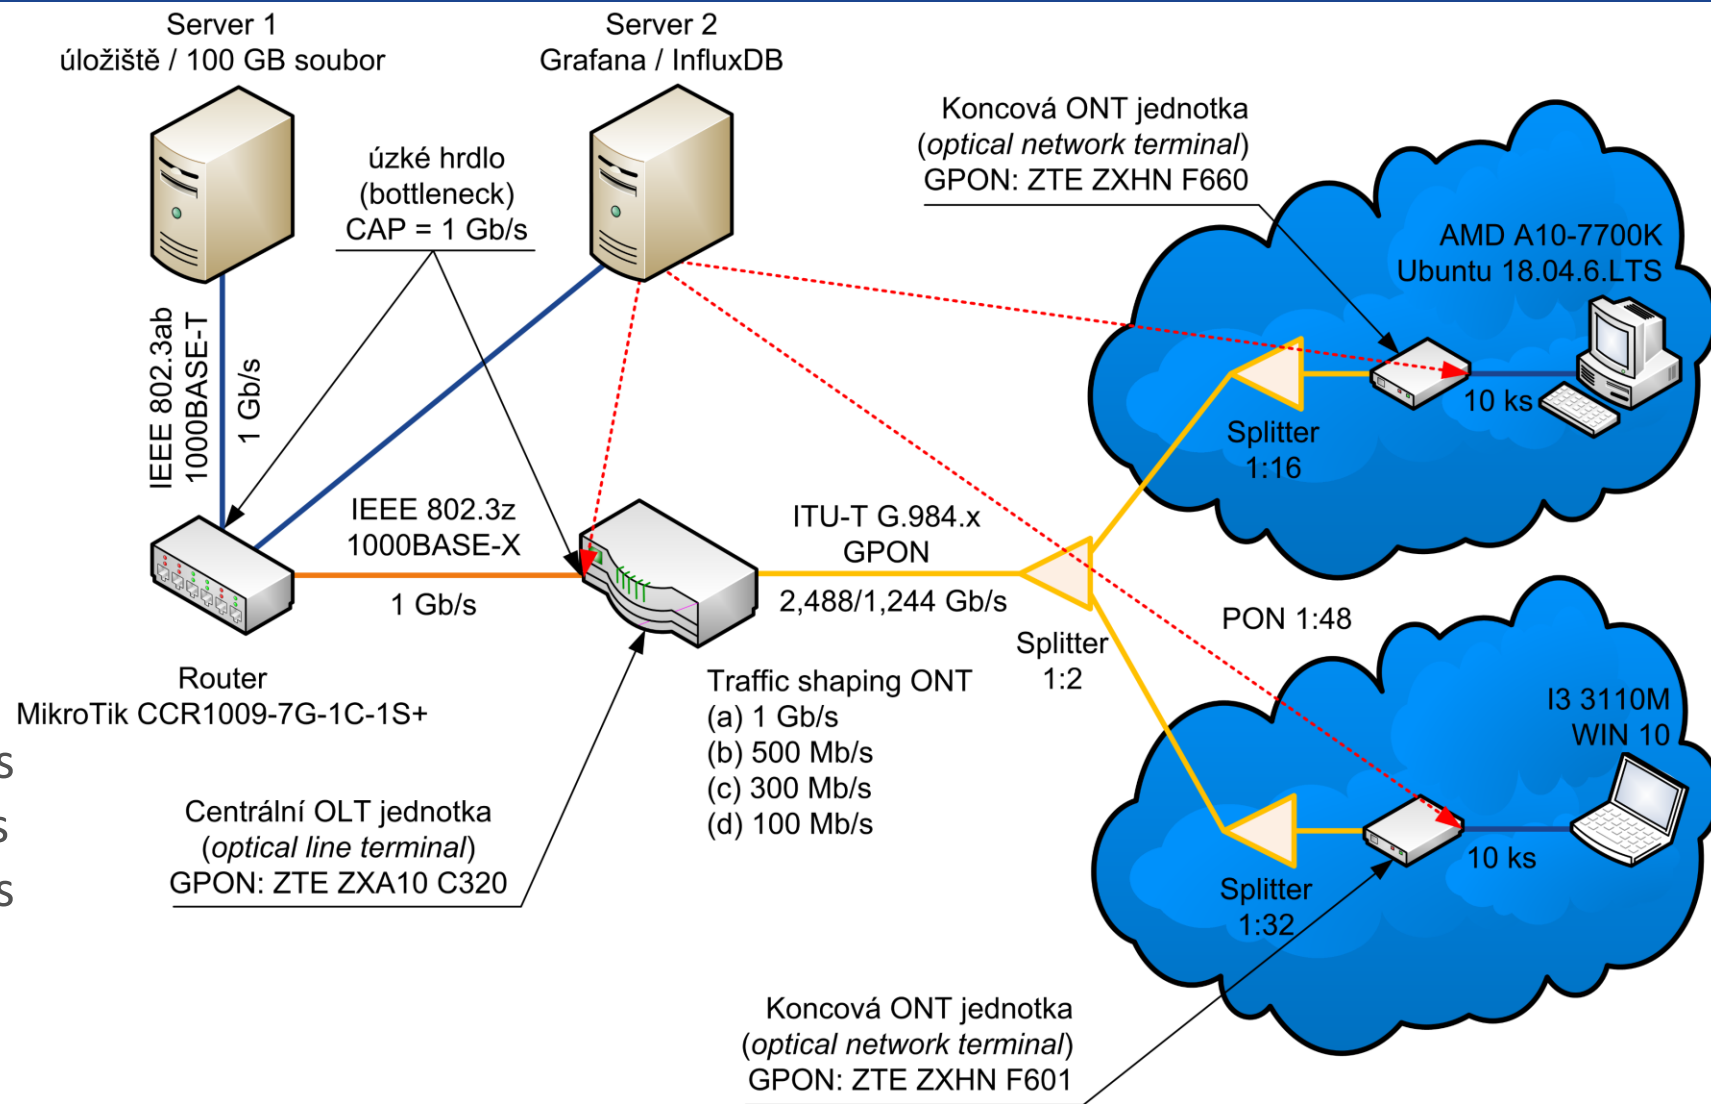 Server 1
úložiště / 100 GB soubor
Server 2
Grafana / InfluxDB
úzké hrdlo
(bottleneck)
CAP = 1 Gb/s
Koncová ONT jednotka
(optical network terminal)
GPON: ZTE ZXHN F660
AMD A10-7700K
Ubuntu 18.04.6.LTS
10 ks
Splitter
1:16
IEEE 802.3ab
1000BASE-T
1 Gb/s
IEEE 802.3z
1000BASE-X
1 Gb/s
ITU-T G.984.x
GPON
2,488/1,244 Gb/s
Splitter
1:2
PON 1:48
Router
MikroTik CCR1009-7G-1C-1S+
Traffic shaping ONT
(a) 1 Gb/s
(b) 500 Mb/s
(c) 300 Mb/s
(d) 100 Mb/s
s
s
s
Centrální OLT jednotka
(optical line terminal)
GPON: ZTE ZXA10 C320
I3 3110M
WIN 10
10 ks
Splitter
1:32
Koncová ONT jednotka
(optical network terminal)
GPON: ZTE ZXHN F601